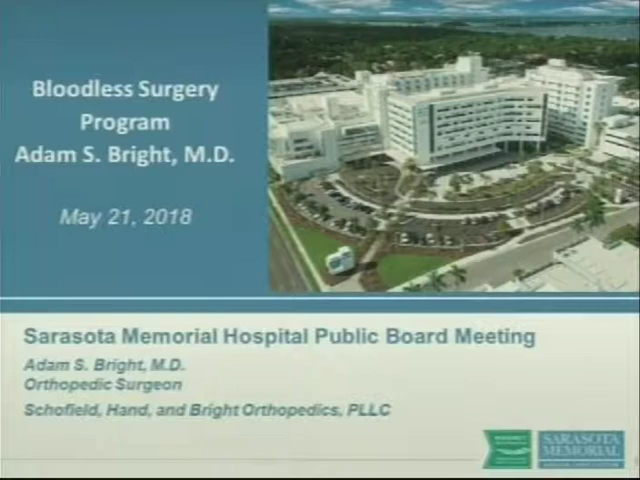 Bloodless Surgery
Program
Adam S. Bright, M.D.
May 21, 2018
Sarasota Memorial Hospital Public Board Meeting
Adam S. Bright, M.D.
Orthopedic Surgeon
Schofield, Hand, and Bright Orthopedics, PLLC
SARASOTA
MEMORIAL